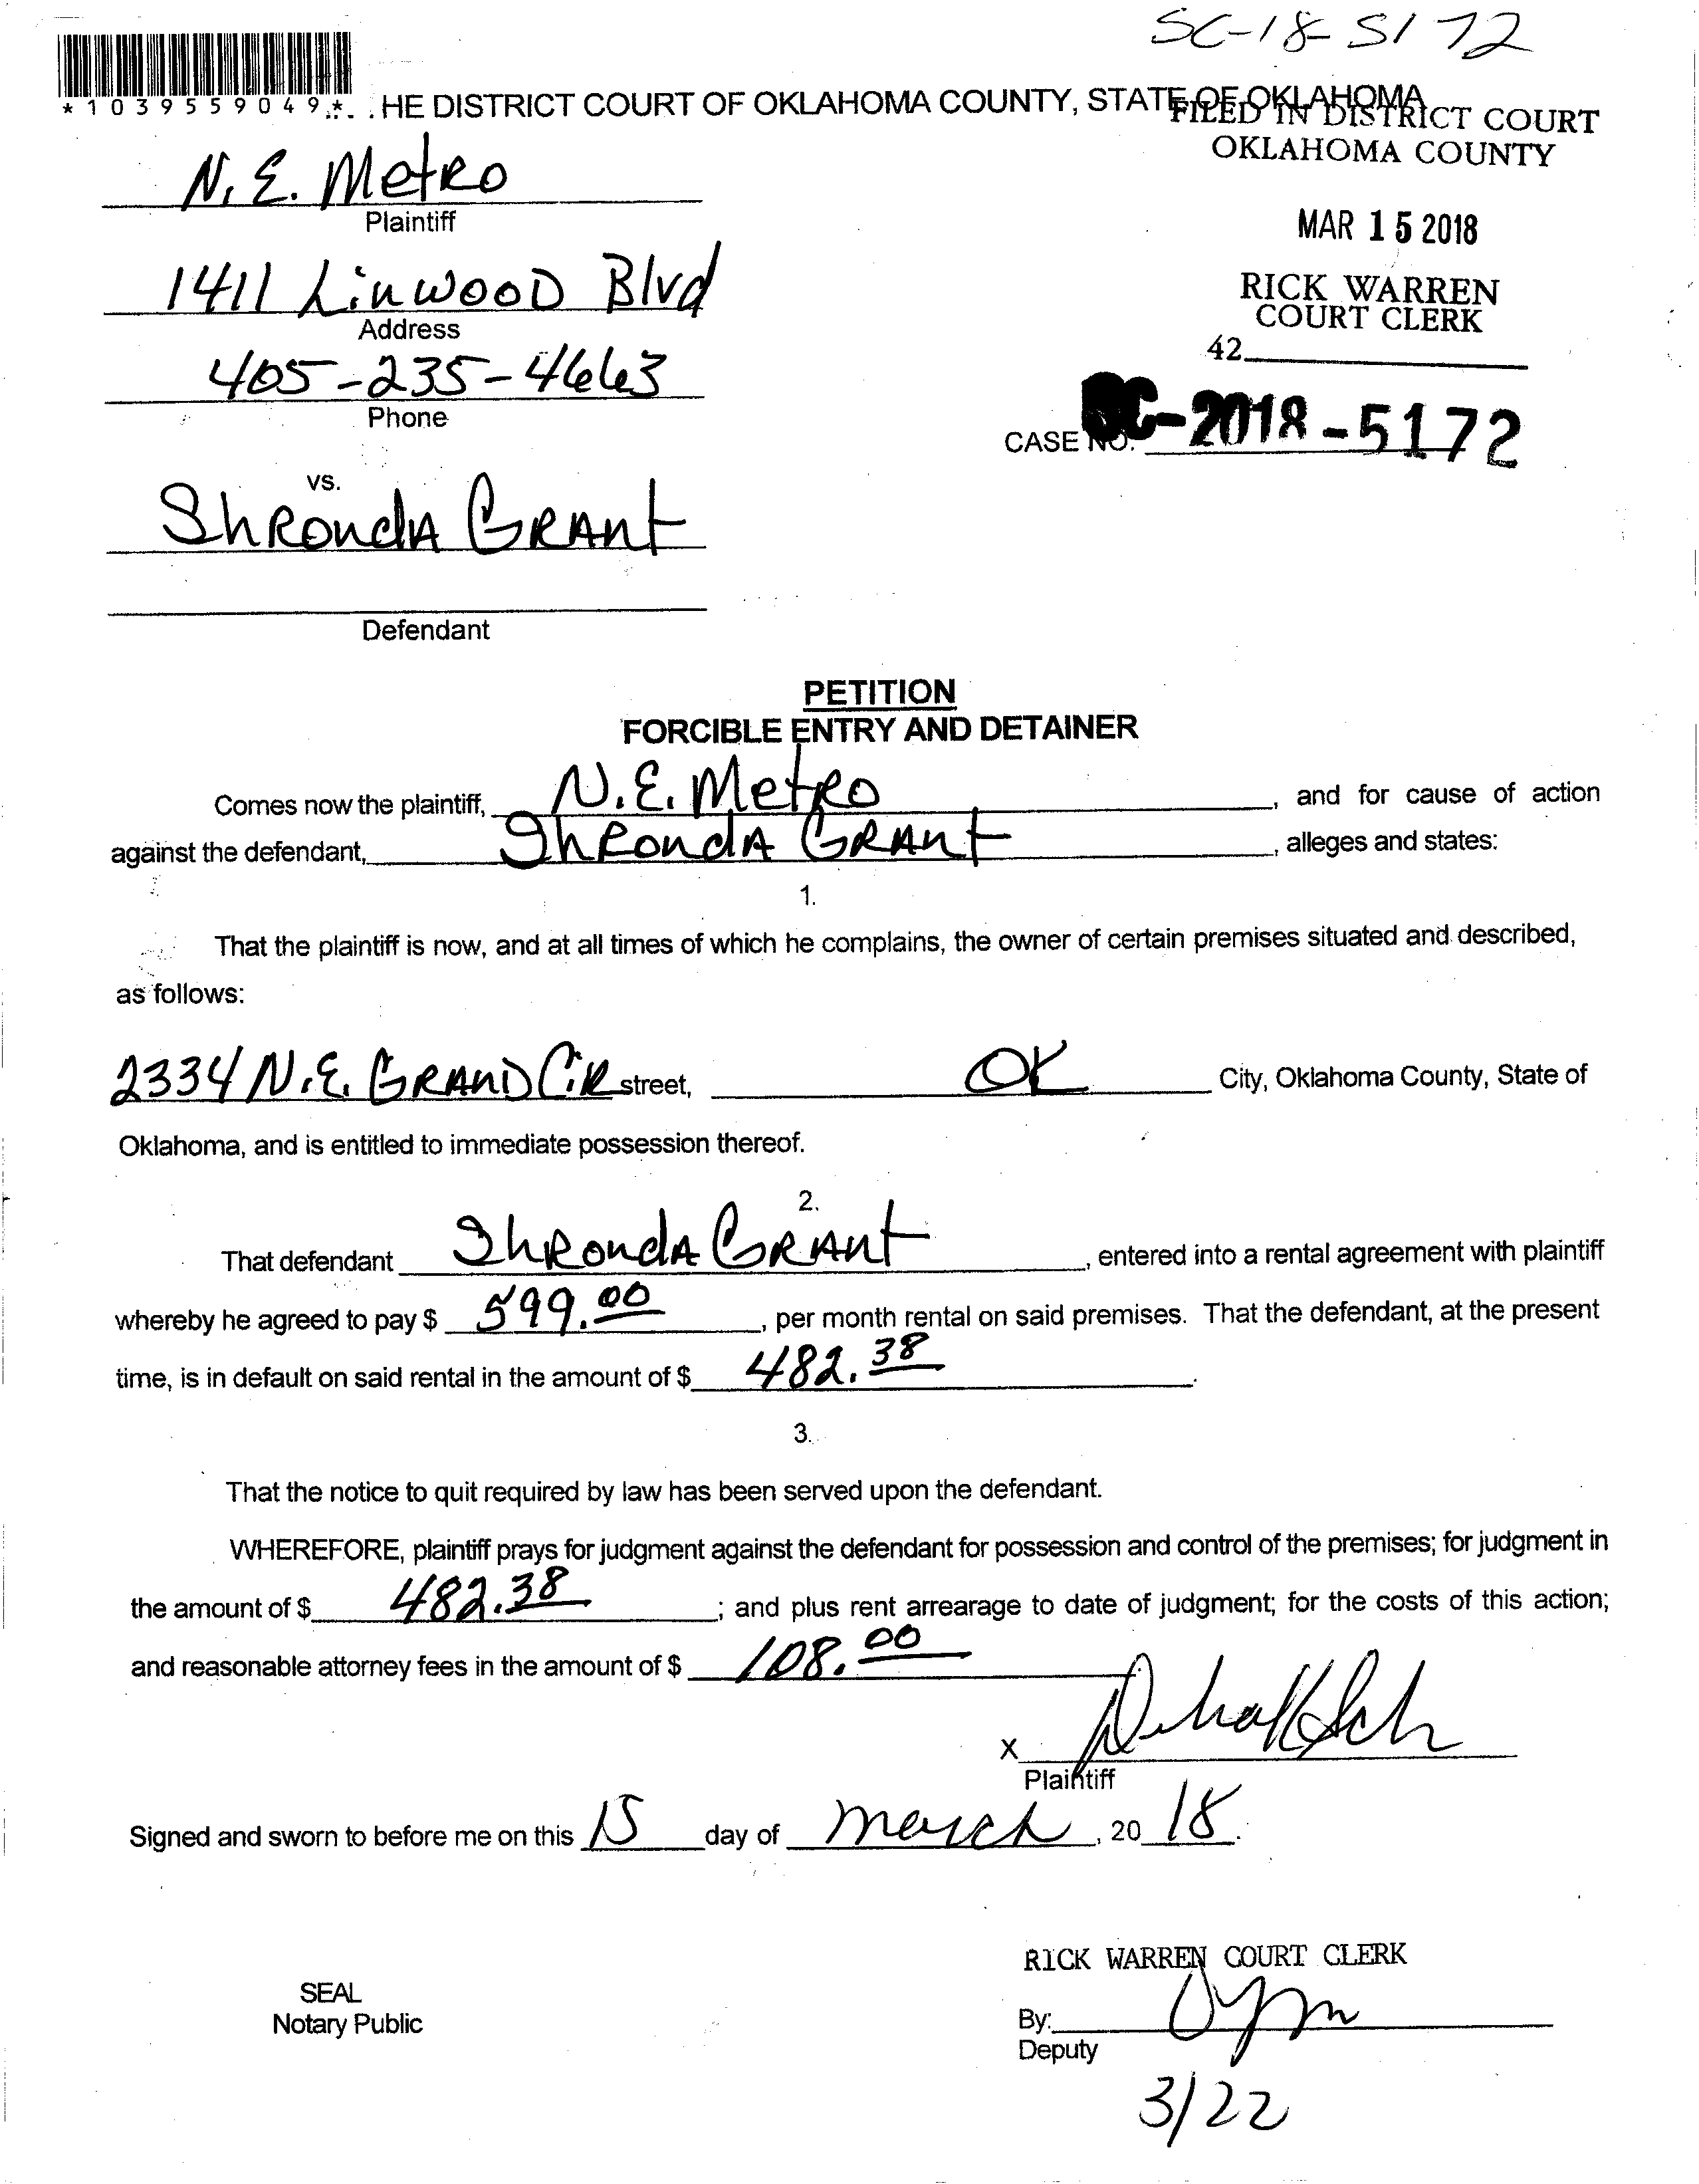 SC-18-5172
*1039559049*
HE DISTRICT COURT OF OKLAHOMA COUNTY, STATE OF OKLAHOMA
FILED IN DISTRICT COURT
OKLAHOMA COUNTY
N.E. Metro
Plaintiff
MAR 15 2018
1411 Linwood Blvd
Address
RICK WARREN
COURT CLERK
405-235-4663
Phone
42
CASE NO. SC-2018-5172
vs.
Shronda Grant
Defendant
PETITION
FORCIBLE ENTRY AND DETAINER
Comes now the plaintiff, N.E. Metro, and for cause of action
against the defendant, Shronda Grant, alleges and states:
1.
That the plaintiff is now, and at all times of which he complains, the owner of certain premises situated and described,
as follows:
2334 N.E. Grand Cir street, OK City, Oklahoma County, State of
Oklahoma, and is entitled to immediate possession thereof.
2.
That defendant Shronda Grant, entered into a rental agreement with plaintiff
whereby he agreed to pay $ 599.00, per month rental on said premises. That the defendant, at the present
time, is in default on said rental in the amount of $ 482.38.
3.
That the notice to quit required by law has been served upon the defendant.
WHEREFORE, plaintiff prays for judgment against the defendant for possession and control of the premises; for judgment in
the amount of $ 482.38; and plus rent arrearage to date of judgment; for the costs of this action;
and reasonable attorney fees in the amount of $ 108.00
X
Plaintiff
Signed and sworn to before me on this 15 day of March, 20 18.
RICK WARREN COURT CLERK
SEAL
Notary Public
By:
Deputy
3/22